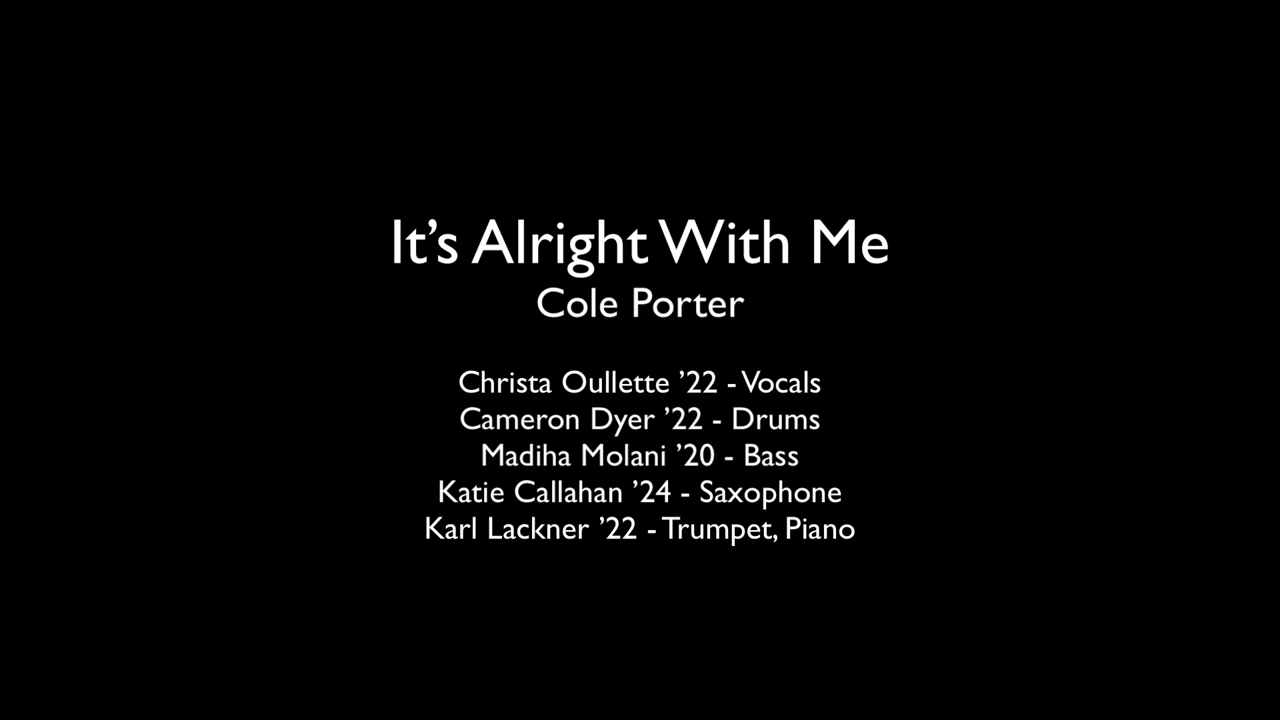 It’s Alright With Me
Cole Porter
Christa Oullette ’22 - Vocals
Cameron Dyer ’22 - Drums
Madiha Molani ’20 - Bass
Katie Callahan ’24 - Saxophone
Karl Lackner ’22 - Trumpet, Piano